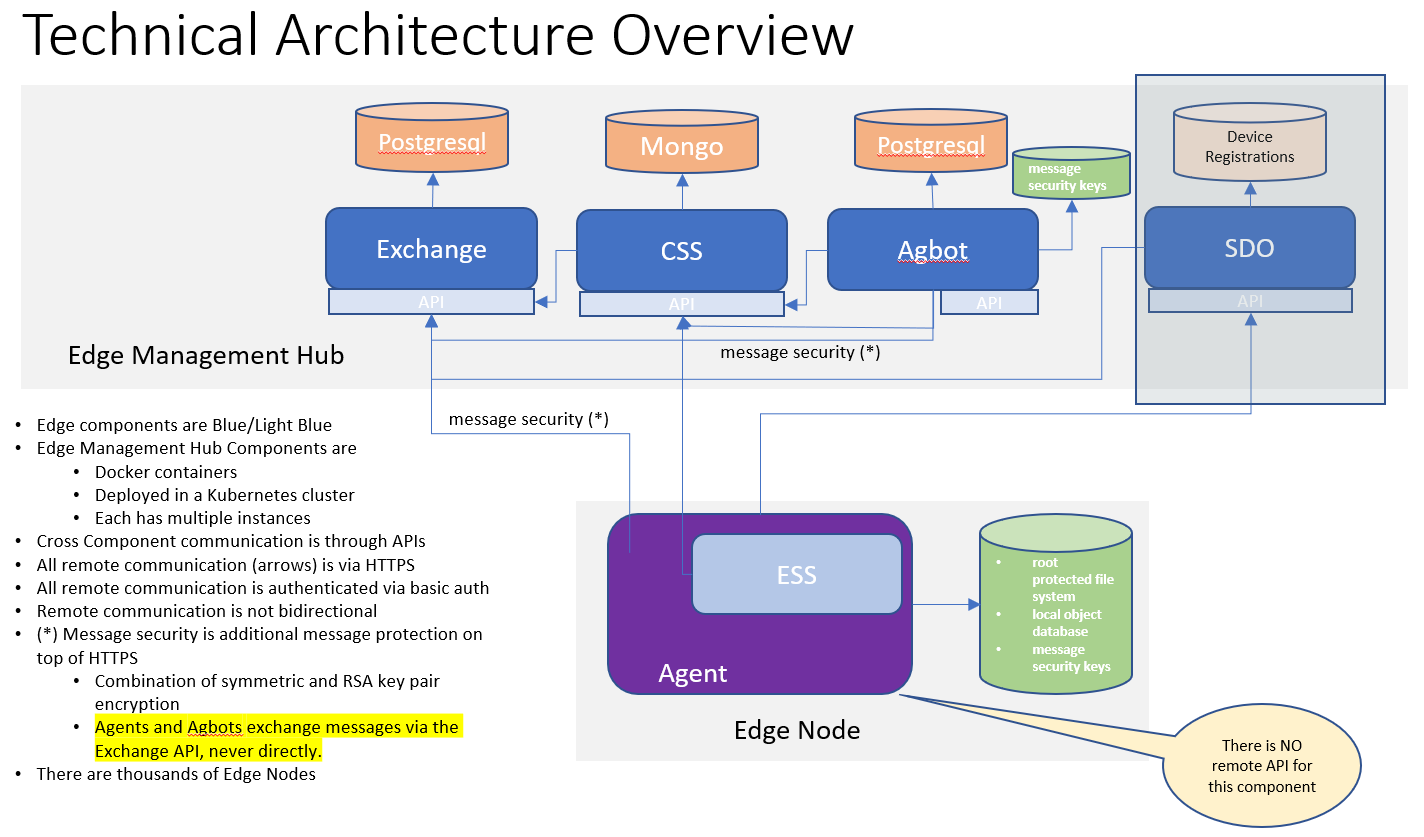 Technical Architecture Overview
Postgresql
Mongo
Postgresql
message
security keys
Device
Registrations
Exchange
CSS
Agbot
SDO
API
API
API
API
Edge Management Hub
message security (*)
message security (*)
• Edge components are Blue/Light Blue
• Edge Management Hub Components are
• Docker containers
• Deployed in a Kubernetes cluster
• Each has multiple instances
• Cross Component communication is through APIs
• All remote communication (arrows) is via HTTPS
• All remote communication is authenticated via basic auth
• Remote communication is not bidirectional
• (*) Message security is additional message protection on
top of HTTPS
• Combination of symmetric and RSA key pair
encryption
• Agents and Agbots exchange messages via the
Exchange API, never directly.
• There are thousands of Edge Nodes
ESS
Agent
• root
protected file
system
• local object
database
• message
security keys
Edge Node
There is NO
remote API for
this component